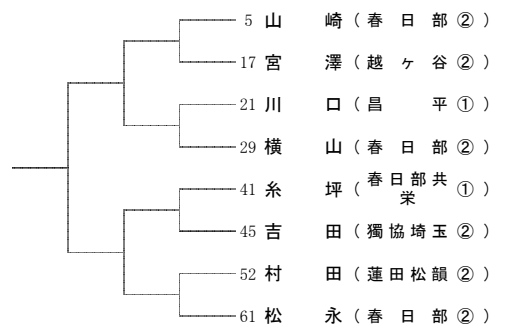 5 山 崎 ( 春 日 部 ② )
17 宮 澤 ( 越 ヶ 谷 ② )
21 川 口 ( 昌 平 ① )
29 横 山 ( 春 日 部 ② )
41 糸 坪 ( 春日部共栄 ① )
45 吉 田 ( 獨協埼玉 ② )
52 村 田 ( 蓮田松韻 ② )
61 松 永 ( 春 日 部 ② )